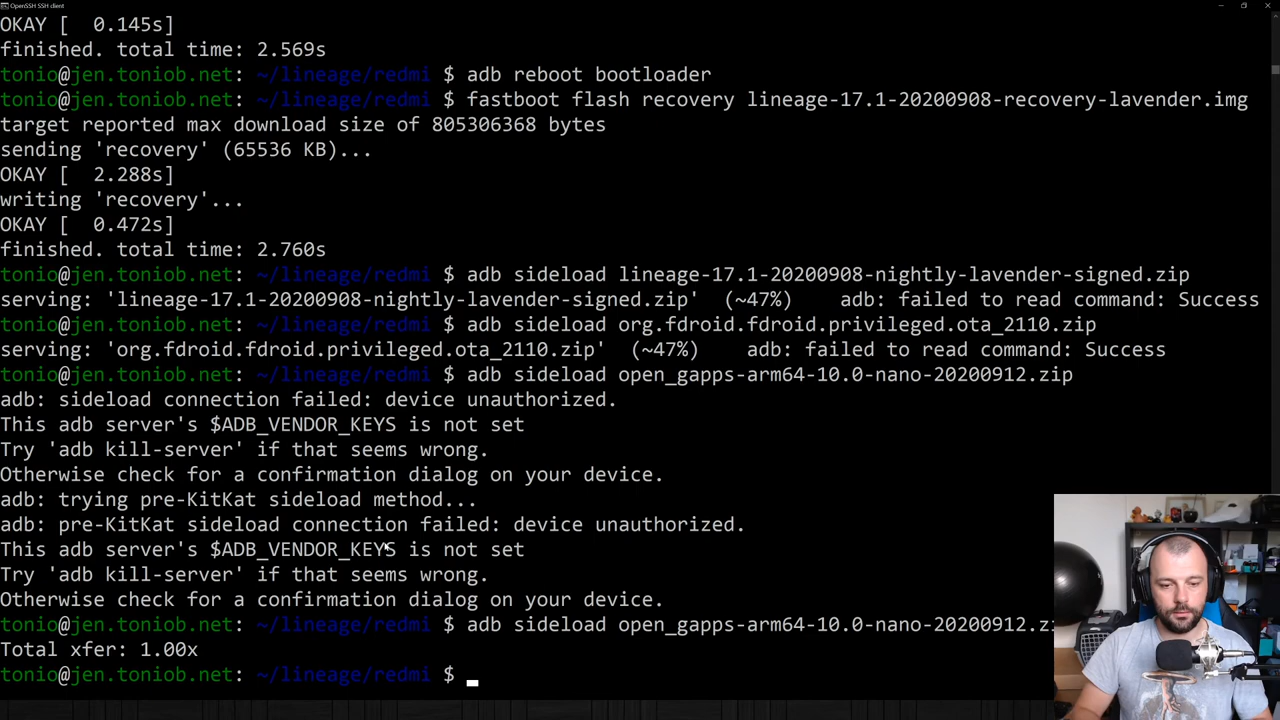 OpenSSH SSH client
OKAY [  0.145s]
finished. total time: 2.569s
tonio@jen.toniob.net: ~/lineage/redmi $ adb reboot bootloader
tonio@jen.toniob.net: ~/lineage/redmi $ fastboot flash recovery lineage-17.1-20200908-recovery-lavender.img
target reported max download size of 805306368 bytes
sending 'recovery' (65536 KB)...
OKAY [  2.288s]
writing 'recovery'...
OKAY [  0.472s]
finished. total time: 2.760s
tonio@jen.toniob.net: ~/lineage/redmi $ adb sideload lineage-17.1-20200908-nightly-lavender-signed.zip
serving: 'lineage-17.1-20200908-nightly-lavender-signed.zip'  (~47%)    adb: failed to read command: Success
tonio@jen.toniob.net: ~/lineage/redmi $ adb sideload org.fdroid.fdroid.privileged.ota_2110.zip
serving: 'org.fdroid.fdroid.privileged.ota_2110.zip'  (~47%)    adb: failed to read command: Success
tonio@jen.toniob.net: ~/lineage/redmi $ adb sideload open_gapps-arm64-10.0-nano-20200912.zip
adb: sideload connection failed: device unauthorized.
This adb server's $ADB_VENDOR_KEYS is not set
Try 'adb kill-server' if that seems wrong.
Otherwise check for a confirmation dialog on your device.
adb: trying pre-KitKat sideload method...
adb: pre-KitKat sideload connection failed: device unauthorized.
This adb server's $ADB_VENDOR_KEYS is not set
Try 'adb kill-server' if that seems wrong.
Otherwise check for a confirmation dialog on your device.
tonio@jen.toniob.net: ~/lineage/redmi $ adb sideload open_gapps-arm64-10.0-nano-20200912.z
Total xfer: 1.00x
tonio@jen.toniob.net: ~/lineage/redmi $